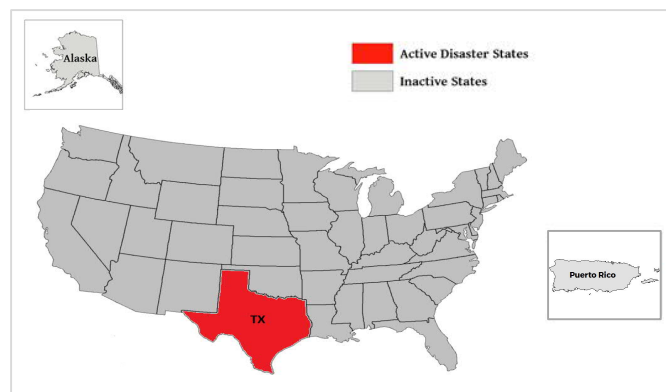 Alaska
Active Disaster States
Inactive States
Puerto Rico
TX